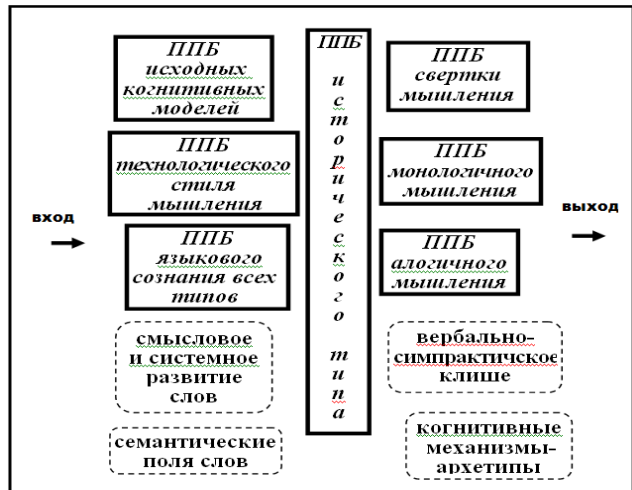 ППБ
исходных
когнитивных
моделей
ППБ
технологического
стиля
мышления
вход
ППБ
языкового
сознания всех
типов
смысловое
и системное
развитие
слов
семантические
поля слов
ППБ
и
с
т
о
р
и
ч
е
с
к
о
г
о
т
и
п
а
ППБ
свертки
мышления
ППБ
монологичного
мышления
выход
ППБ
алогичного
мышления
вербально-
симпрактичское
клише
когнитивные
механизмы-
архетипы